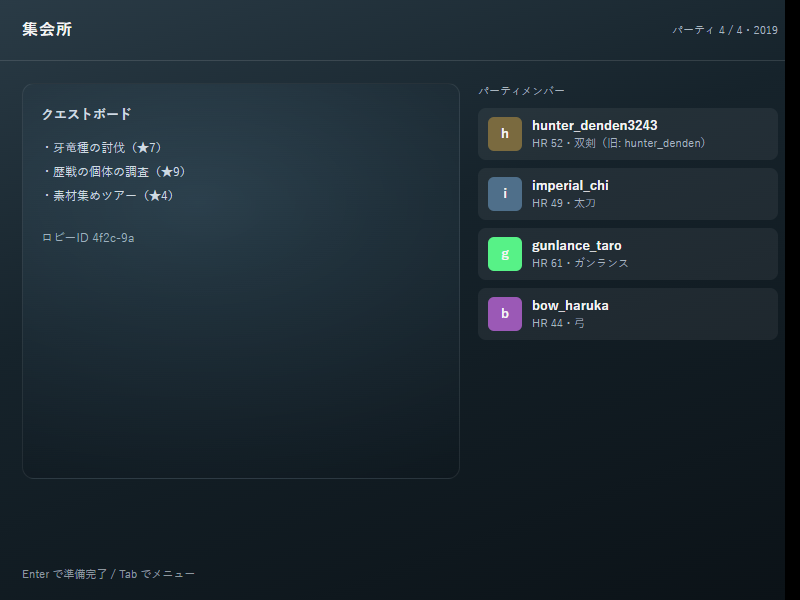 集会所
パーティ 4 / 4・2019
クエストボード
・牙竜種の討伐（★7）
・歴戦の個体の調査（★9）
・素材集めツアー（★4）
ロビーID 4f2c-9a
パーティメンバー
h
hunter_denden3243
HR 52・双剣（旧: hunter_denden）
i
imperial_chi
HR 49・太刀
g
gunlance_taro
HR 61・ガンランス
b
bow_haruka
HR 44・弓
Enter で準備完了 / Tab でメニュー